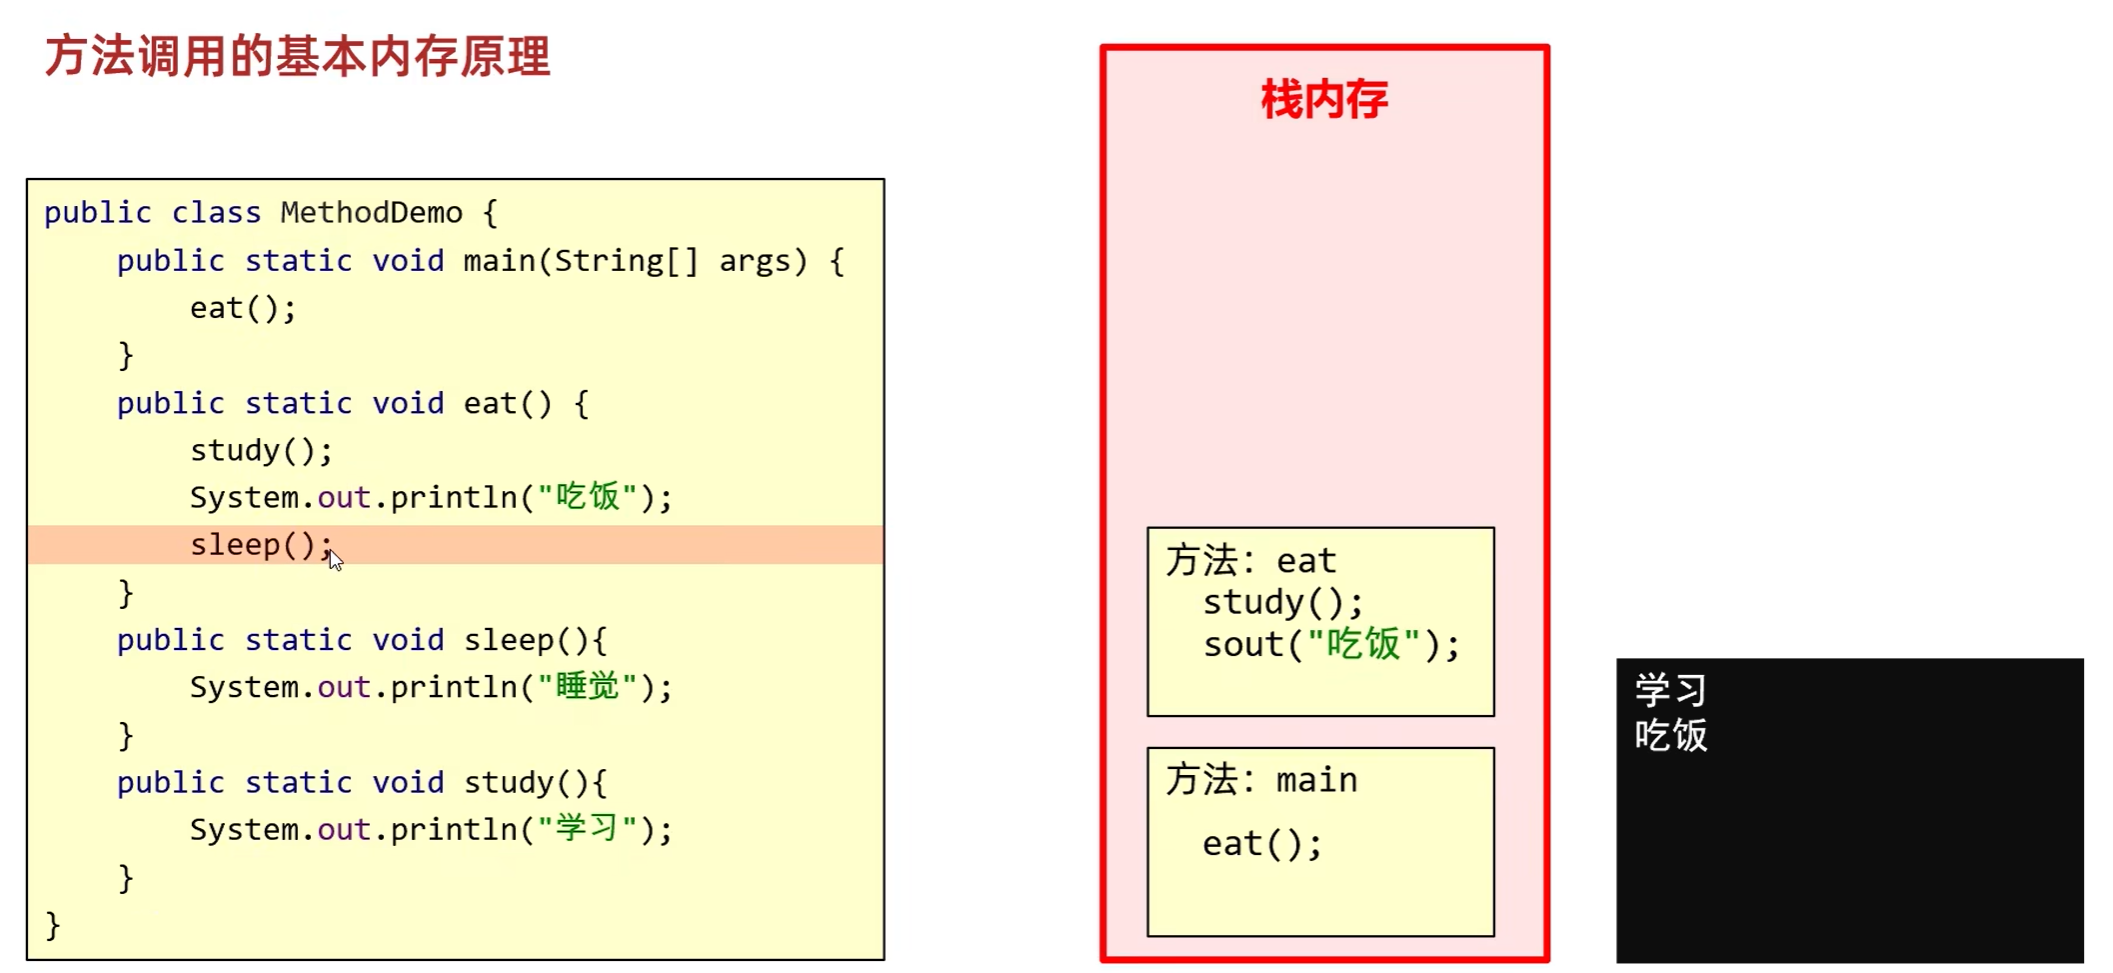 方法调用的基本内存原理
public class MethodDemo {
    public static void main(String[] args) {
        eat();
    }
    public static void eat() {
        study();
        System.out.println("吃饭");
        sleep();
    }
    public static void sleep(){
        System.out.println("睡觉");
    }
    public static void study(){
        System.out.println("学习");
    }
}
栈内存
方法：eat
study();
sout("吃饭");
方法：main
eat();
学习
吃饭